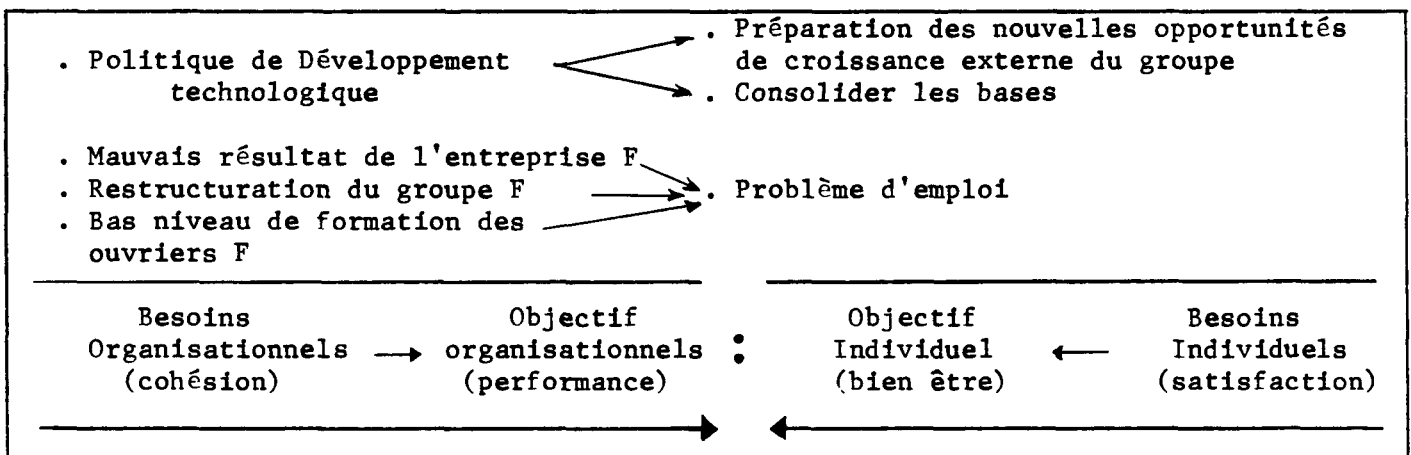 . Politique de Développement
technologique
. Préparation des nouvelles opportunités
de croissance externe du groupe
. Consolider les bases
. Mauvais résultat de l'entreprise F
. Restructuration du groupe F
. Bas niveau de formation des
ouvriers F
. Problème d'emploi
Besoins
Organisationnels
(cohésion)
Objectif
organisationnels
(performance)
:
Objectif
Individuel
(bien être)
Besoins
Individuels
(satisfaction)